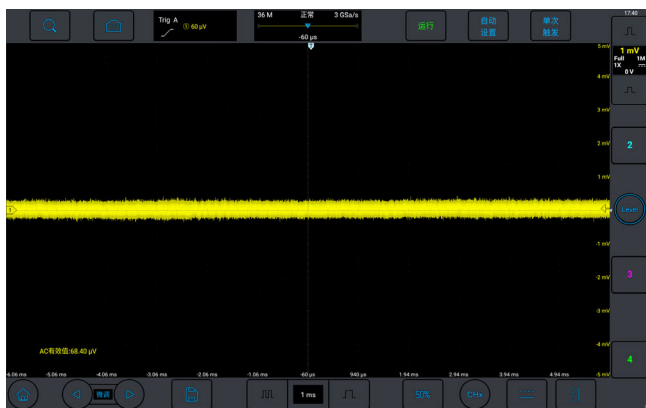 Trig A
① 60 μV
36 M 正常 3 GSa/s
-60 μs
运行
自动
设置
单次
触发
17:40
1 mV
Full 1M
1X
0 V
5 mV
4 mV
3 mV
2 mV
1 mV
-1 mV
-2 mV
-3 mV
-4 mV
-5 mV
1
2
Level
3
4
AC有效值:68.40 μV
-6.06 ms -5.06 ms -4.06 ms -3.06 ms -2.06 ms -1.06 ms -60 μs 940 μs 1.94 ms 2.94 ms 3.94 ms 4.94 ms
微调
1 ms
50%
CHx